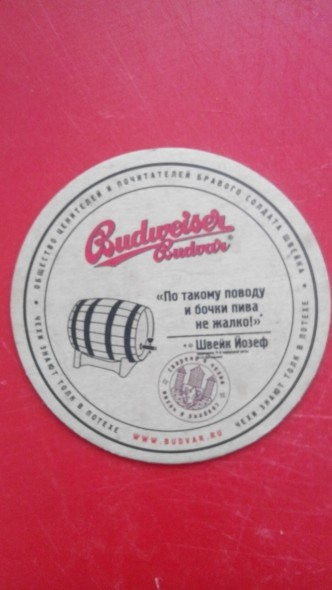 ОБЩЕСТВО ЦЕНИТЕЛЕЙ И ПОЧИТАТЕЛЕЙ БРАВОГО СОЛДАТА ШВЕЙКА
Budweiser
Budvar®
«По такому поводу
и бочки пива
не жалко!»
Швейк Йозеф
ЧЕХИ ЗНАЮТ ТОЛК В ПОТЕХЕ
WWW.BUDVAR.RU
ЧЕХИ ЗНАЮТ ТОЛК В ПОТЕХЕ